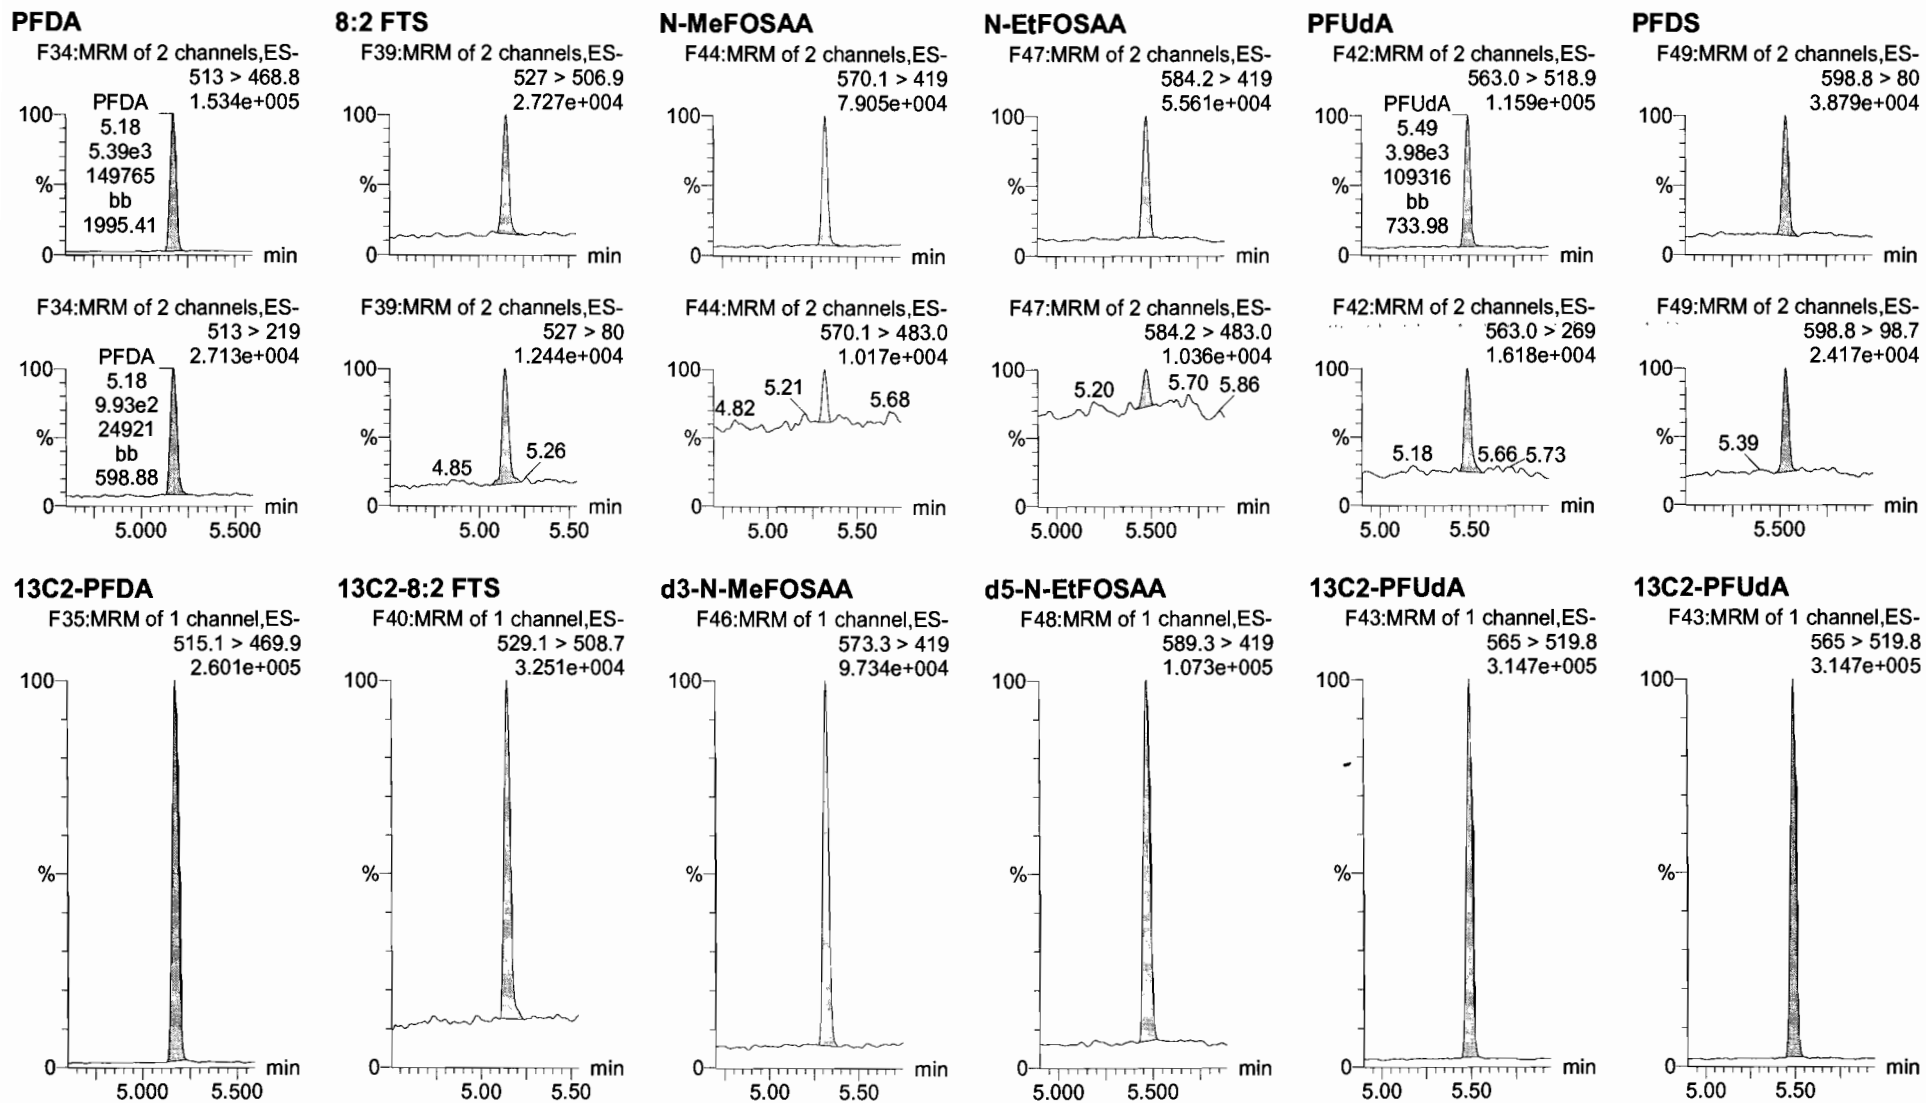 PFDA
F34:MRM of 2 channels,ES-
513 > 468.8
1.534e+005
PFDA
5.18
5.39e3
149765
bb
1995.41
100
%
0
min
F34:MRM of 2 channels,ES-
513 > 219
2.713e+004
PFDA
5.18
9.93e2
24921
bb
598.88
100
%
0
min
5.000
5.500
8:2 FTS
F39:MRM of 2 channels,ES-
527 > 506.9
2.727e+004
100
%
0
min
F39:MRM of 2 channels,ES-
527 > 80
1.244e+004
100
%
4.85
5.26
0
min
5.00
5.50
N-MeFOSAA
F44:MRM of 2 channels,ES-
570.1 > 419
7.905e+004
100
%
0
min
F44:MRM of 2 channels,ES-
570.1 > 483.0
1.017e+004
100
4.82
5.21
5.68
%
0
min
5.00
5.50
N-EtFOSAA
F47:MRM of 2 channels,ES-
584.2 > 419
5.561e+004
100
%
0
min
F47:MRM of 2 channels,ES-
584.2 > 483.0
1.036e+004
100
5.20
5.70
5.86
%
0
min
5.000
5.500
PFUdA
F42:MRM of 2 channels,ES-
563.0 > 518.9
1.159e+005
PFUdA
5.49
3.98e3
109316
bb
733.98
100
%
0
min
F42:MRM of 2 channels,ES-
563.0 > 269
1.618e+004
100
%
5.18
5.66
5.73
0
min
5.00
5.50
PFDS
F49:MRM of 2 channels,ES-
598.8 > 80
3.879e+004
100
%
0
min
F49:MRM of 2 channels,ES-
598.8 > 98.7
2.417e+004
100
%
5.39
0
min
5.500
13C2-PFDA
F35:MRM of 1 channel,ES-
515.1 > 469.9
2.601e+005
100
%
0
min
5.000
5.500
13C2-8:2 FTS
F40:MRM of 1 channel,ES-
529.1 > 508.7
3.251e+004
100
%
0
min
5.00
5.50
d3-N-MeFOSAA
F46:MRM of 1 channel,ES-
573.3 > 419
9.734e+004
100
%
0
min
5.00
5.50
d5-N-EtFOSAA
F48:MRM of 1 channel,ES-
589.3 > 419
1.073e+005
100
%
0
min
5.000
5.500
13C2-PFUdA
F43:MRM of 1 channel,ES-
565 > 519.8
3.147e+005
100
%
0
min
5.00
5.50
13C2-PFUdA
F43:MRM of 1 channel,ES-
565 > 519.8
3.147e+005
100
%
0
min
5.00
5.50